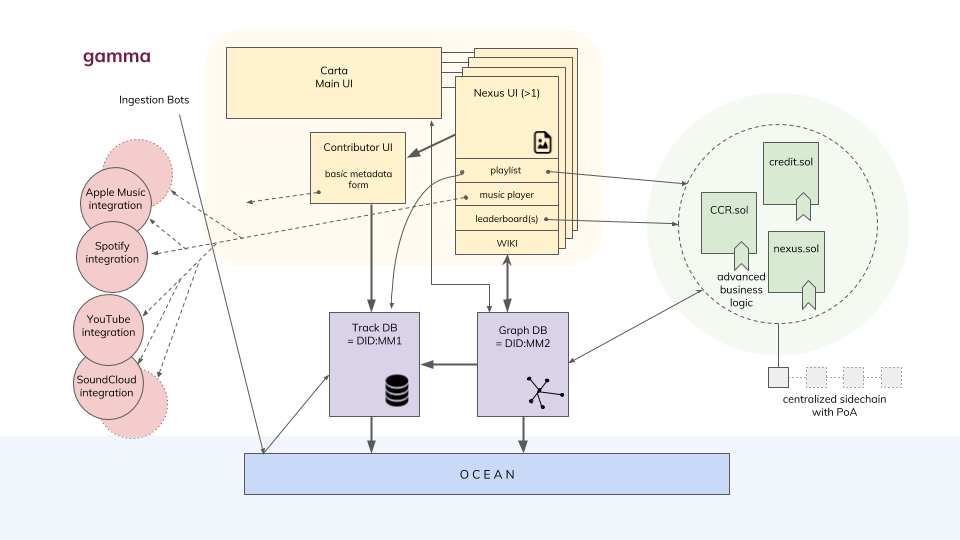 gamma
Ingestion Bots
Carta
Main UI
Nexus UI (>1)
Contributor UI
basic metadata
form
playlist
music player
leaderboard(s)
WIKI
Apple Music
integration
Spotify
integration
YouTube
integration
SoundCloud
integration
credit.sol
CCR.sol
nexus.sol
advanced
business
logic
Track DB
= DID:MM1
Graph DB
= DID:MM2
centralized sidechain
with PoA
OCEAN